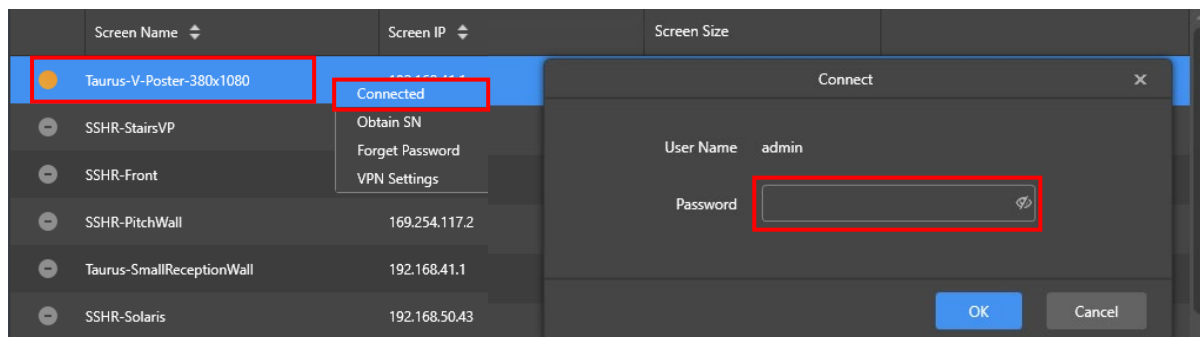 Screen Name Screen IP Screen Size
Taurus-V-Poster-380x1080
Connected
Obtain SN
Forget Password
VPN Settings
SSHR-StairsVP
SSHR-Front
SSHR-PitchWall 169.254.117.2
Taurus-SmallReceptionWall 192.168.41.1
SSHR-Solaris 192.168.50.43
Connect
User Name admin
Password
OK Cancel